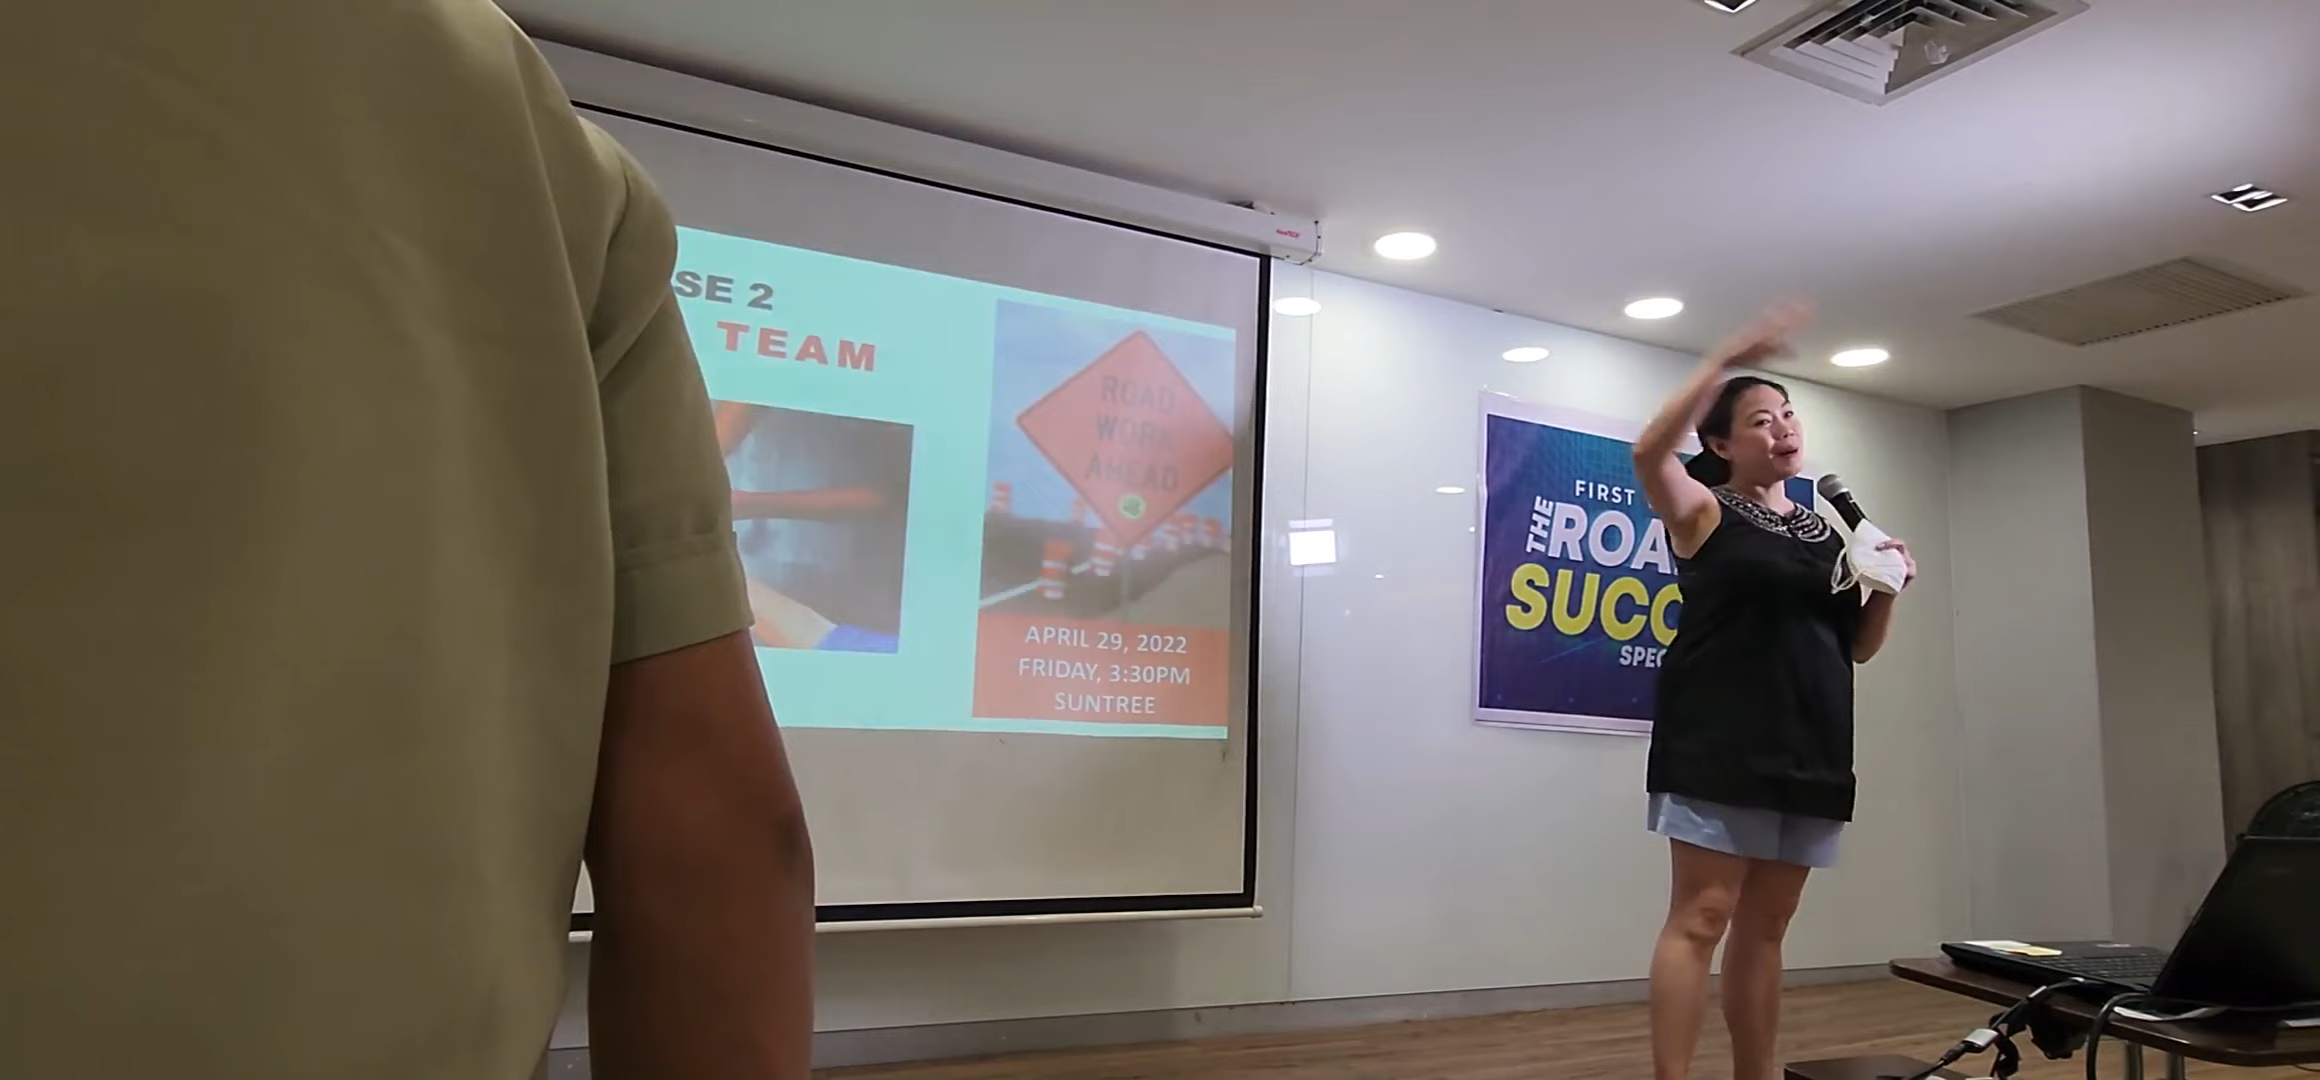 SE 2
TEAM
ROAD
WORK
AHEAD
APRIL 29, 2022
FRIDAY, 3:30PM
SUNTREE
FIRST
THE
ROA
SUCC
SPEC